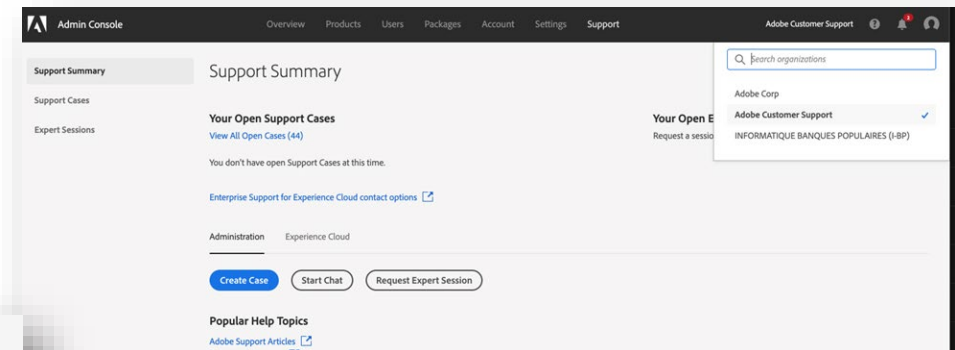 Admin Console Overview Products Users Packages Account Settings Support Adobe Customer Support ? 3
Support Summary
Support Cases
Expert Sessions
Support Summary
Your Open Support Cases
View All Open Cases (44)
You don't have open Support Cases at this time.
Enterprise Support for Experience Cloud contact options
Your Open E
Request a sessio
Search organizations
Adobe Corp
Adobe Customer Support
INFORMATIQUE BANQUES POPULAIRES (I-BP)
Administration Experience Cloud
Create Case Start Chat Request Expert Session
Popular Help Topics
Adobe Support Articles